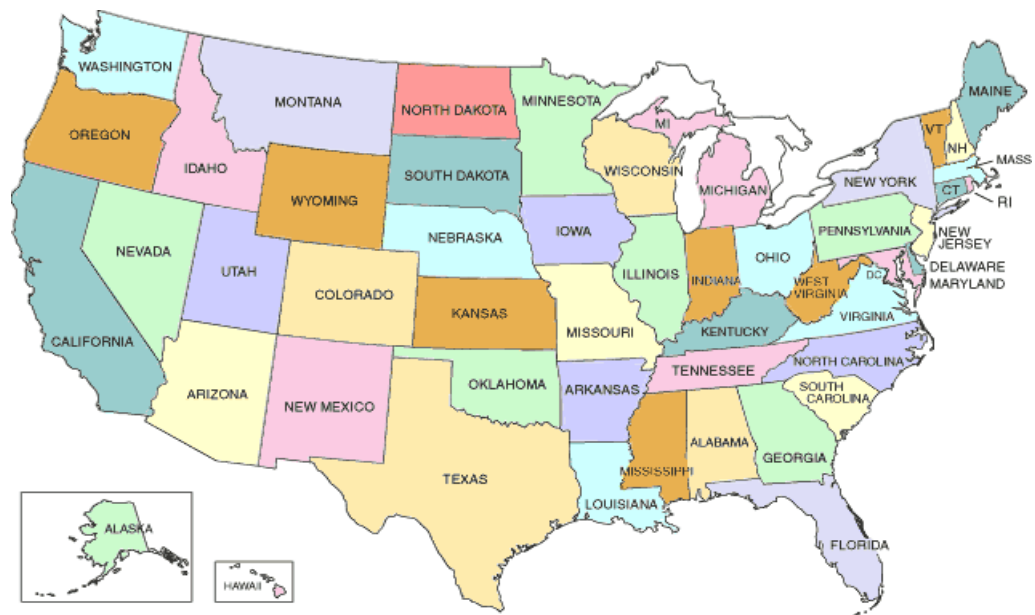 WASHINGTON
MONTANA
NORTH DAKOTA
MINNESOTA
MAINE
OREGON
IDAHO
MI
VT
NH
MASS
WISCONSIN
SOUTH DAKOTA
MICHIGAN
NEW YORK
CT
RI
WYOMING
NEVADA
NEBRASKA
IOWA
PENNSYLVANIA
NEW
JERSEY
UTAH
COLORADO
ILLINOIS
INDIANA
OHIO
WEST
VIRGINIA
DC
DELAWARE
MARYLAND
CALIFORNIA
KANSAS
MISSOURI
KENTUCKY
VIRGINIA
ARIZONA
NEW MEXICO
OKLAHOMA
ARKANSAS
TENNESSEE
NORTH CAROLINA
SOUTH
CAROLINA
TEXAS
MISSISSIPPI
ALABAMA
GEORGIA
LOUISIANA
FLORIDA
ALASKA
HAWAII